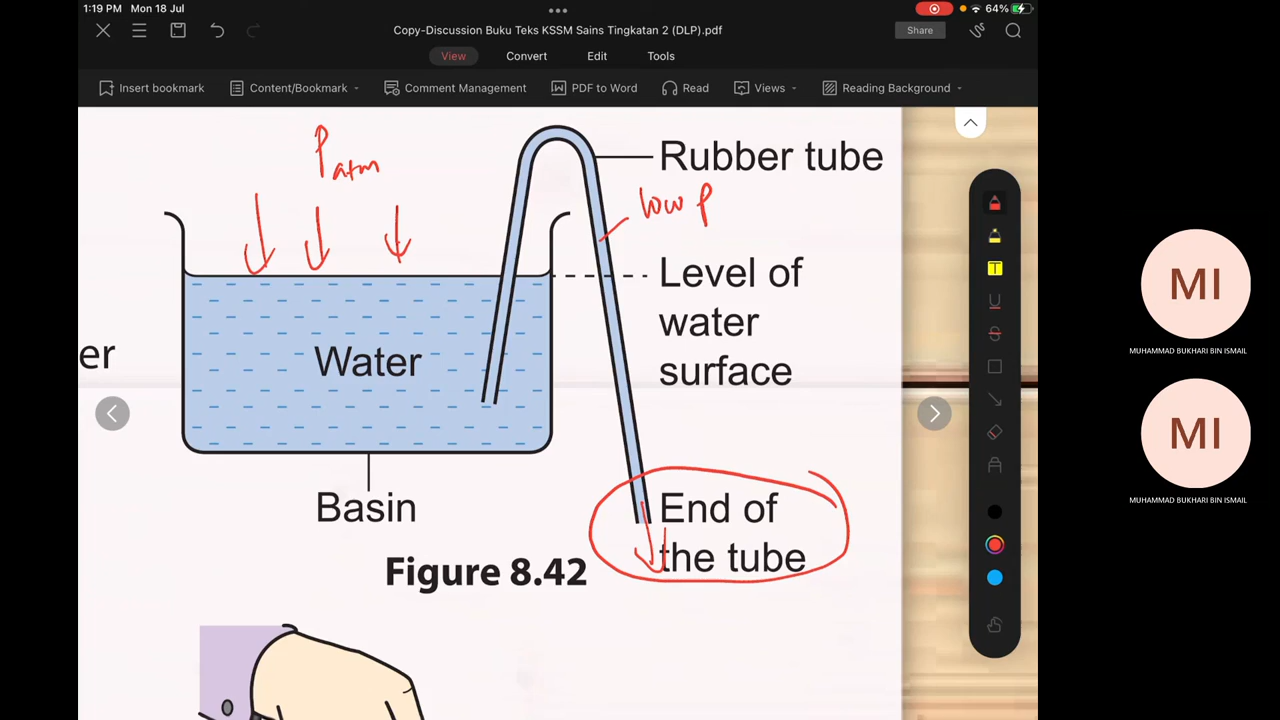 1:19 PM Mon 18 Jul
64%
Copy-Discussion Buku Teks KSSM Sains Tingkatan 2 (DLP).pdf
Share
View Convert Edit Tools
Insert bookmark Content/Bookmark Comment Management PDF to Word Read Views Reading Background
T
Patm
Rubber tube
low P
Level of
water
surface
er
Water
Basin
End of
the tube
Figure 8.42
MI
MUHAMMAD BUKHARI BIN ISMAIL
MI
MUHAMMAD BUKHARI BIN ISMAIL